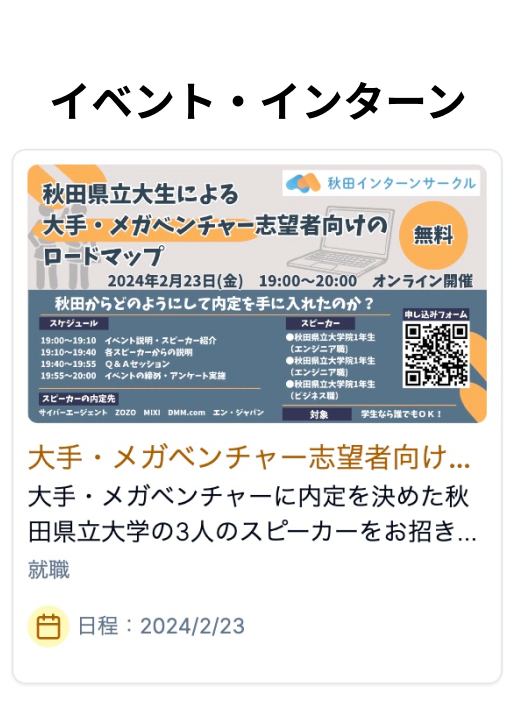 イベント・インターン
秋田県立大生による
秋田インターンサークル
大手・メガベンチャー志望者向けの
無料
ロードマップ
2024年2月23日(金) 19:00〜20:00 オンライン開催
秋田からどのようにして内定を手に入れたのか？
申し込みフォーム
スケジュール
19:00〜19:10 イベント説明・スピーカー紹介
19:10〜19:40 各スピーカーからの説明
19:40〜19:55 Q＆Aセッション
19:55〜20:00 イベントの締め・アンケート実施
スピーカー
●秋田県立大学院1年生
（エンジニア職)
●秋田県立大学院1年生
（エンジニア職)
●秋田県立大学院1年生
（ビジネス職）
スピーカーの内定先
サイバーエージェント ZOZO MIXI DMM.com エン・ジャパン
対象 学生なら誰でもOK！
大手・メガベンチャー志望者向け...
大手・メガベンチャーに内定を決めた秋
田県立大学の3人のスピーカーをお招き...
就職
日程：2024/2/23